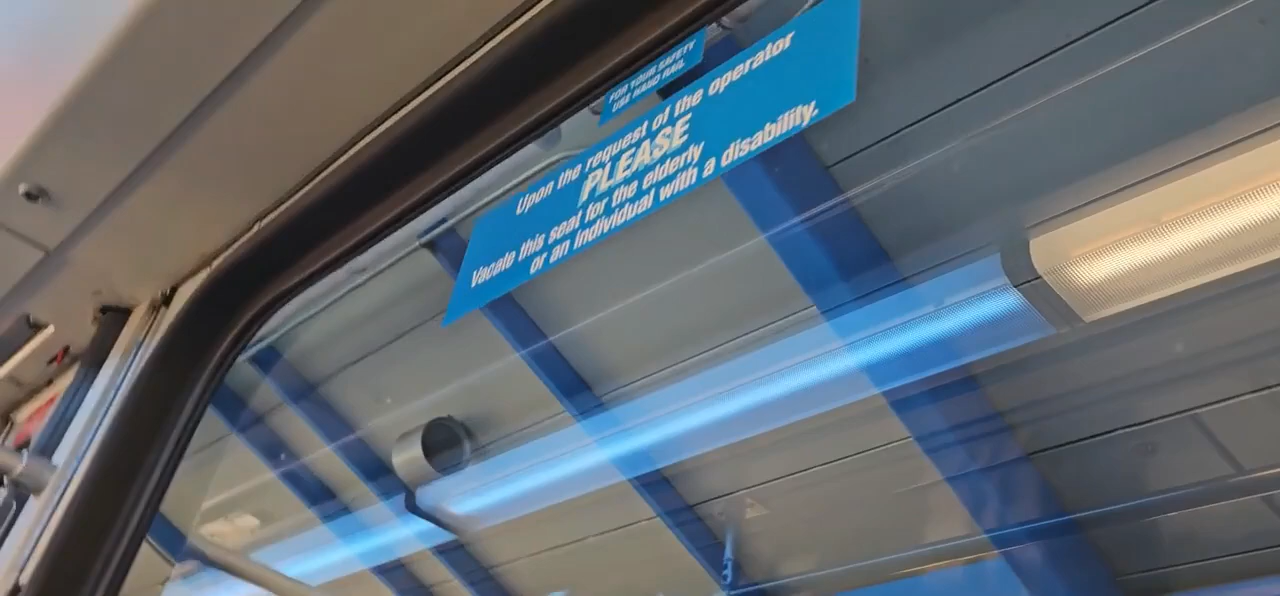 FOR YOUR SAFETY
USE HAND RAIL
Upon the request of the operator
PLEASE
Vacate this seat for the elderly
or an individual with a disability.